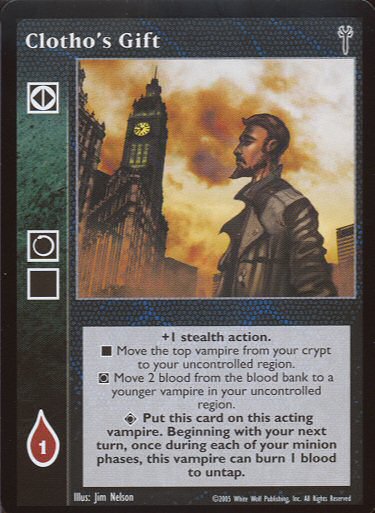 Clotho's Gift
+1 stealth action.
Move the top vampire from your crypt
to your uncontrolled region.
Move 2 blood from the blood bank to a
younger vampire in your uncontrolled
region.
Put this card on this acting
vampire. Beginning with your next
turn, once during each of your minion
phases, this vampire can burn 1 blood
to untap.
1
Illus: Jim Nelson
©2005 White Wolf Publishing, Inc. All Rights Reserved